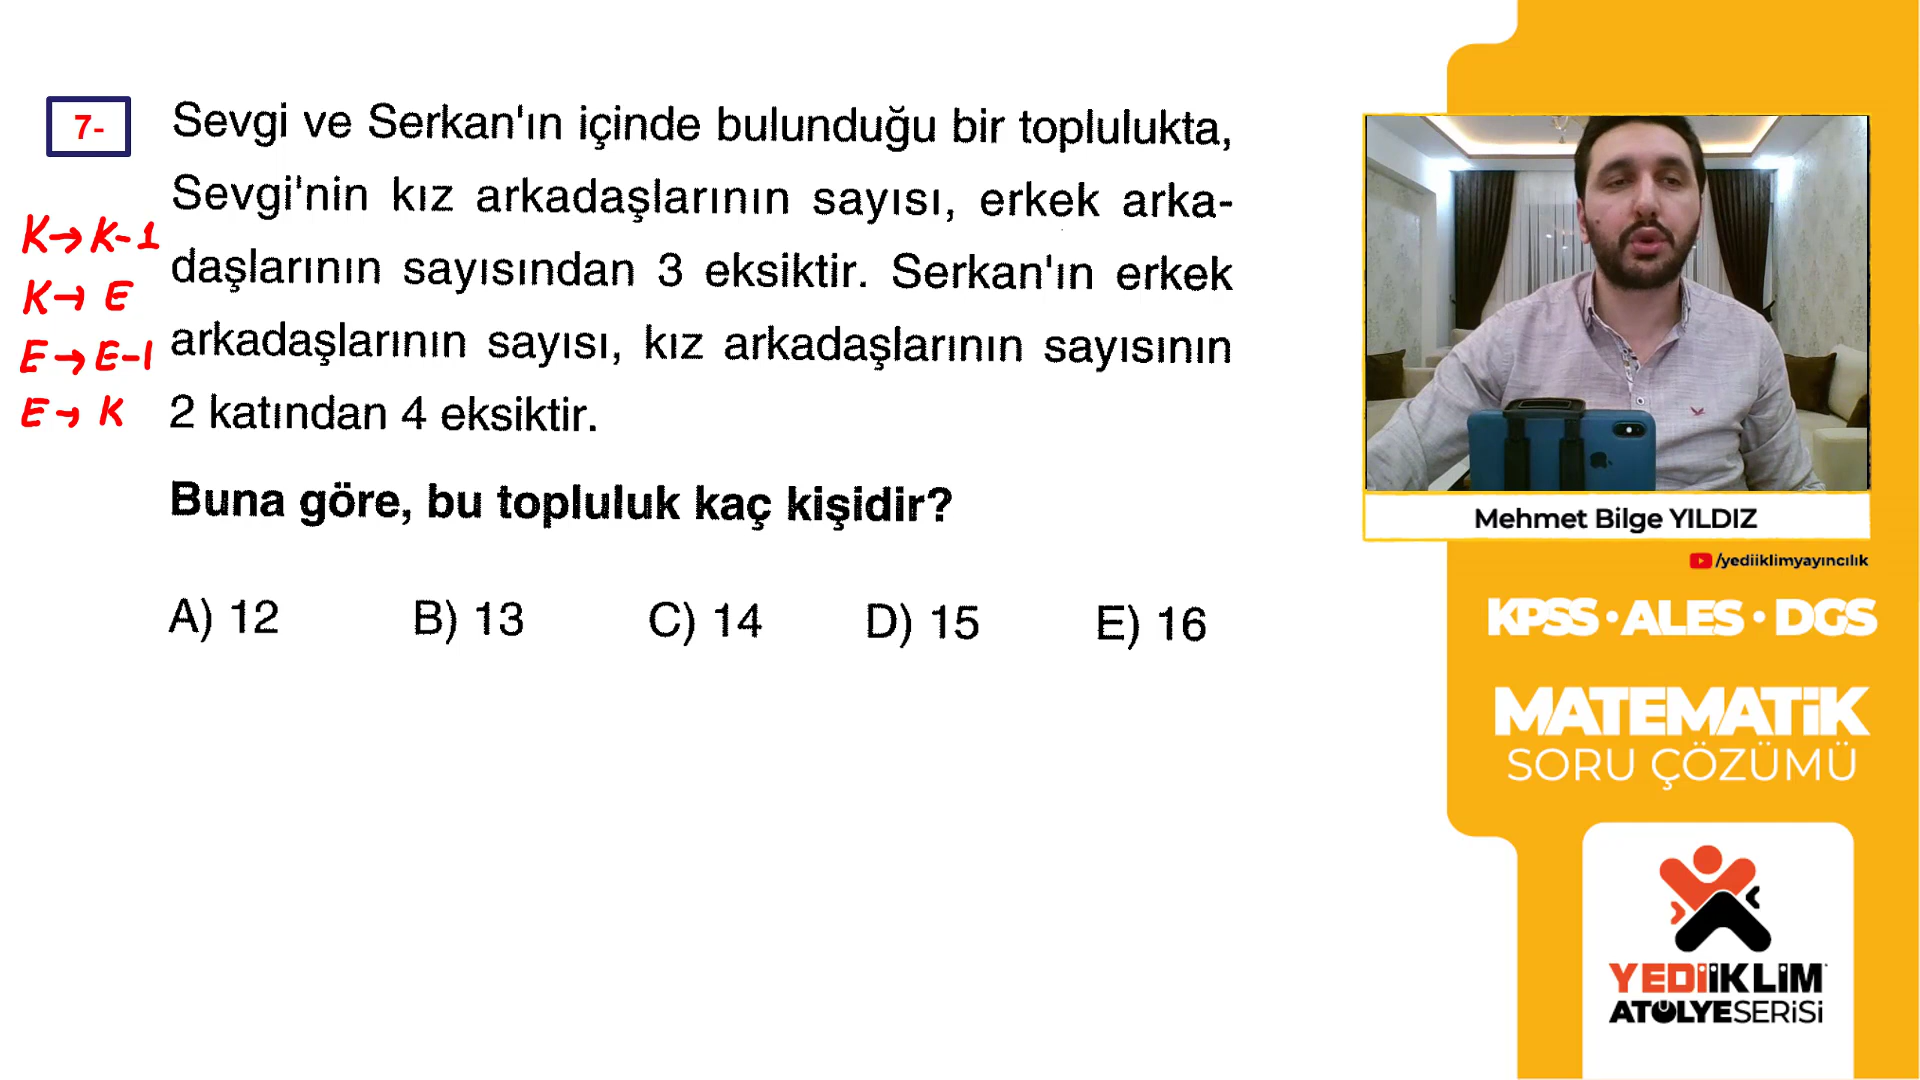 7-
Sevgi ve Serkan'ın içinde bulunduğu bir toplulukta,
Sevgi'nin kız arkadaşlarının sayısı, erkek arka-
daşlarının sayısından 3 eksiktir. Serkan'ın erkek
arkadaşlarının sayısı, kız arkadaşlarının sayısının
2 katından 4 eksiktir.
Buna göre, bu topluluk kaç kişidir?
A) 12 B) 13 C) 14 D) 15 E) 16
K→K-1
K→E
E→E-1
E→K
Mehmet Bilge YILDIZ
/yediiklimyayıncılık
KPSS • ALES • DGS
MATEMATİK
SORU ÇÖZÜMÜ
YEDİİKLİM
ATÖLYESERİSİ